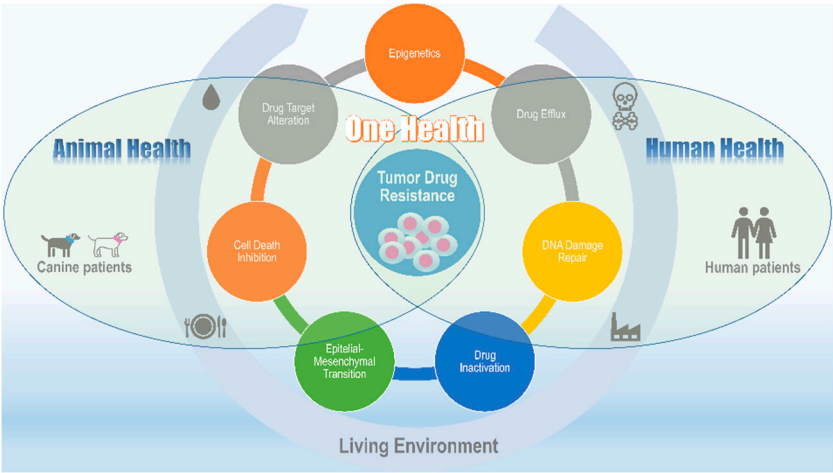 Epigenetics
Drug Target
Alteration
Drug Efflux
One Health
Animal Health
Human Health
Tumor Drug
Resistance
Cell Death
Inhibition
DNA Damage
Repair
Canine patients
Human patients
Epitelial-
Mesenchymal
Transition
Drug
Inactivation
Living Environment